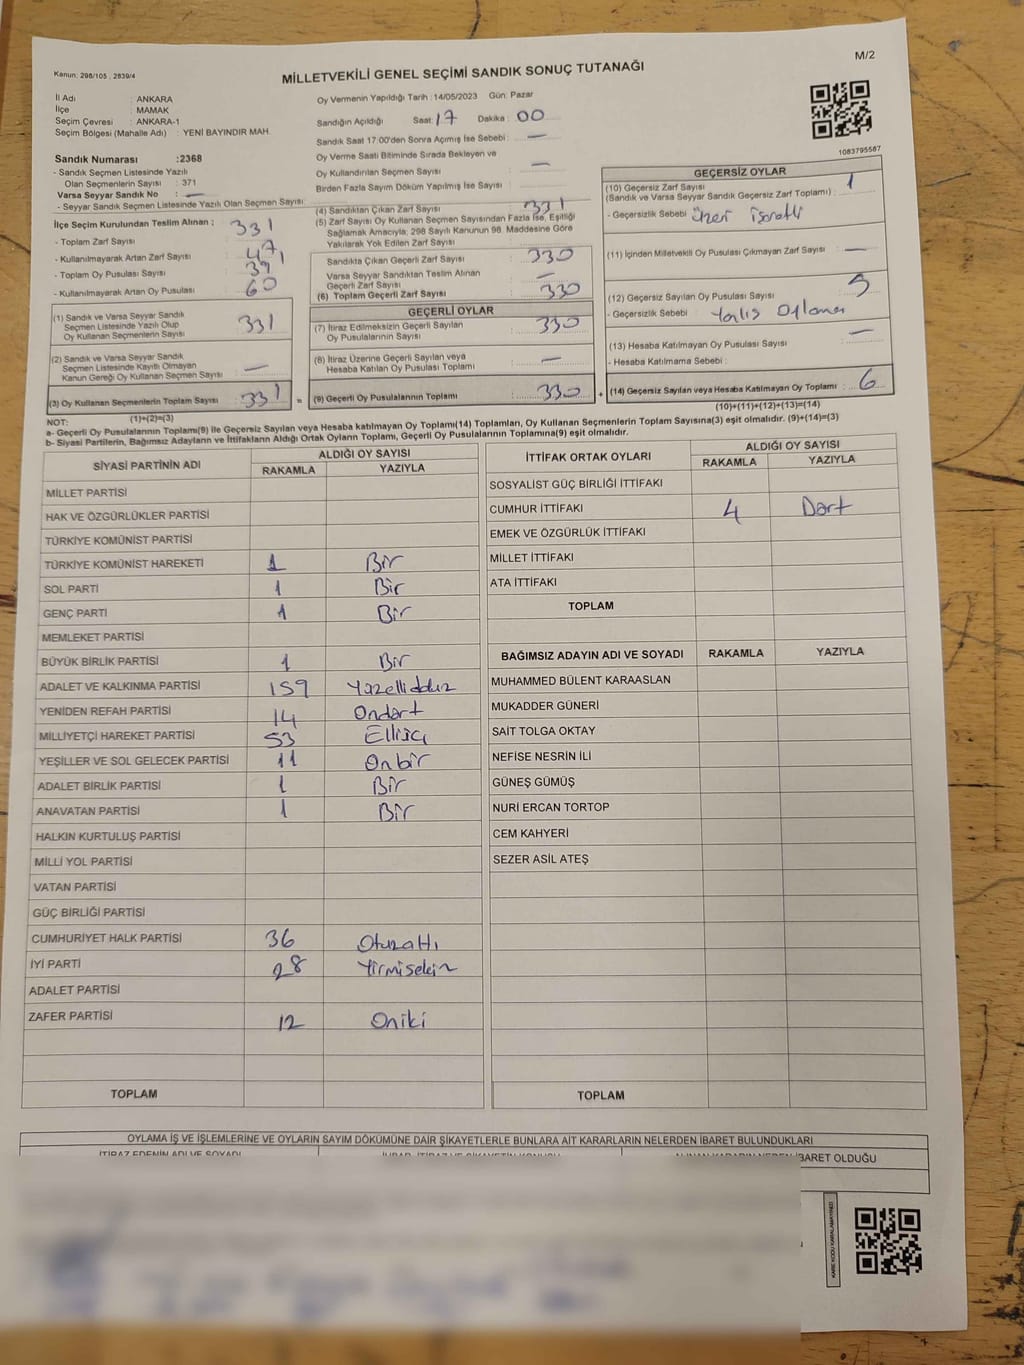 Kanun: 298/105 , 2839/4
M/2
MİLLETVEKİLİ GENEL SEÇİMİ SANDIK SONUÇ TUTANAĞI
İl Adı : ANKARA
İlçe : MAMAK
Seçim Çevresi : ANKARA-1
Seçim Bölgesi (Mahalle Adı) : YENİ BAYINDIR MAH.
Sandık Numarası :2368
- Sandık Seçmen Listesinde Yazılı
Olan Seçmenlerin Sayısı : 371
Varsa Seyyar Sandık No : —
- Seyyar Sandık Seçmen Listesinde Yazılı Olan Seçmen Sayısı
Oy Vermenin Yapıldığı Tarih :14/05/2023 Gün: Pazar
Sandığın Açıldığı Saat: 17 Dakika: 00
Sandık Saat 17.00'den Sonra Açımış İse Sebebi : —
Oy Verme Saati Bitiminde Sırada Bekleyen ve
Oy Kullandırılan Seçmen Sayısı : —
Birden Fazla Sayım Döküm Yapılmış İse Sayısı :
1083795587
İlçe Seçim Kurulundan Teslim Alınan ; 331
- Toplam Zarf Sayısı
- Kullanılmayarak Artan Zarf Sayısı 47
- Toplam Oy Pusulası Sayısı 391
- Kullanılmayarak Artan Oy Pusulası 60
(1) Sandık ve Varsa Seyyar Sandık
Seçmen Listesinde Yazılı Olup
Oy Kullanan Seçmenlerin Sayısı 331
(2) Sandık ve Varsa Seyyar Sandık
Seçmen Listesinde Kayıtlı Olmayan
Kanun Gereği Oy Kullanan Seçmen Sayısı —
(3) Oy Kullanan Seçmenlerin Toplam Sayısı 331
(1)+(2)=(3)
(4) Sandıktan Çıkan Zarf Sayısı 331
(5) Zarf Sayısı Oy Kullanan Seçmen Sayısından Fazla İse, Eşitliği
Sağlamak Amacıyla; 298 Sayılı Kanunun 98. Maddesine Göre
Yakılarak Yok Edilen Zarf Sayısı
Sandıkta Çıkan Geçerli Zarf Sayısı 330
Varsa Seyyar Sandıktan Teslim Alınan
Geçerli Zarf Sayısı —
(6) Toplam Geçerli Zarf Sayısı 330
GEÇERLİ OYLAR
(7) İtiraz Edilmeksizin Geçerli Sayılan
Oy Pusulalarının Sayısı 330
(8) İtiraz Üzerine Geçerli Sayılan veya
Hesaba Katılan Oy Pusulası Toplamı —
= (9) Geçerli Oy Pusulalarının Toplamı 330 +
GEÇERSİZ OYLAR
(10) Geçersiz Zarf Sayısı 1
(Sandık ve Varsa Seyyar Sandık Geçersiz Zarf Toplamı) :
- Geçersizlik Sebebi : üzeri işaretli
(11) İçinden Milletvekili Oy Pusulası Çıkmayan Zarf Sayısı : —
(12) Geçersiz Sayılan Oy Pusulası Sayısı : 5
- Geçersizlik Sebebi :
(13) Hesaba Katılmayan Oy Pusulası Sayısı : —
- Hesaba Katılmama Sebebi :
(14) Geçersiz Sayılan veya Hesaba Katılmayan Oy Toplamı : 6
(10)+(11)+(12)+(13)=(14)
NOT:
a- Geçerli Oy Pusulalarının Toplamı(9) ile Geçersiz Sayılan veya Hesaba katılmayan Oy Toplamı(14) Toplamları, Oy Kullanan Seçmenlerin Toplam Sayısına(3) eşit olmalıdır. (9)+(14)=(3)
b- Siyasi Partilerin, Bağımsız Adayların ve İttifakların Aldığı Ortak Oyların Toplam, Geçerli Oy Pusulalarının Toplamına(9) eşit olmalıdır.
SİYASİ PARTİNİN ADI ALDIĞI OY SAYISI
RAKAMLA YAZIYLA
MİLLET PARTİSİ
HAK VE ÖZGÜRLÜKLER PARTİSİ
TÜRKİYE KOMÜNİST PARTİSİ
TÜRKİYE KOMÜNİST HAREKETİ 1 Bir
SOL PARTİ 1 Bir
GENÇ PARTİ 1 Bir
MEMLEKET PARTİSİ
BÜYÜK BİRLİK PARTİSİ 1 Bir
ADALET VE KALKINMA PARTİSİ 159
YENİDEN REFAH PARTİSİ 14 Ondört
MİLLİYETÇİ HAREKET PARTİSİ 53 Elliüç
YEŞİLLER VE SOL GELECEK PARTİSİ 11 Onbir
ADALET BİRLİK PARTİSİ 1 Bir
ANAVATAN PARTİSİ 1 Bir
HALKIN KURTULUŞ PARTİSİ
MİLLİ YOL PARTİSİ
VATAN PARTİSİ
GÜÇ BİRLİĞİ PARTİSİ
CUMHURİYET HALK PARTİSİ 36 Otuzaltı
İYİ PARTİ 28 Yirmisekiz
ADALET PARTİSİ
ZAFER PARTİSİ 12 Oniki
TOPLAM
İTTİFAK ORTAK OYLARI ALDIĞI OY SAYISI
RAKAMLA YAZIYLA
SOSYALİST GÜÇ BİRLİĞİ İTTİFAKI
CUMHUR İTTİFAKI 4 Dört
EMEK VE ÖZGÜRLÜK İTTİFAKI
MİLLET İTTİFAKI
ATA İTTİFAKI
TOPLAM
BAĞIMSIZ ADAYIN ADI VE SOYADI RAKAMLA YAZIYLA
MUHAMMED BÜLENT KARAASLAN
MUKADDER GÜNERİ
SAİT TOLGA OKTAY
NEFİSE NESRİN İLİ
GÜNEŞ GÜMÜŞ
NURİ ERCAN TORTOP
CEM KAHYERİ
SEZER ASİL ATEŞ
TOPLAM
OYLAMA İŞ VE İŞLEMLERİNE VE OYLARIN SAYIM DÖKÜMÜNE DAİR ŞİKAYETLERLE BUNLARA AİT KARARLARIN NELERDEN İBARET BULUNDUKLARI
İTİRAZ EDENİN ADI VE SOYADI
İBARET OLDUĞU
KARE KODU KARALAMAYINIZ!